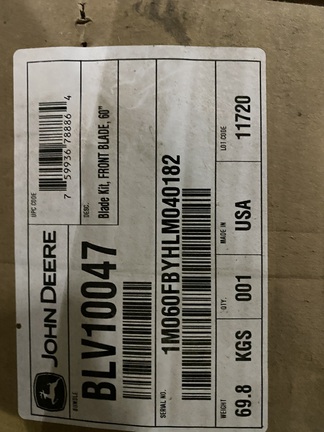 JOHN DEERE
UPC CODE
7 59936 78886 4
BUNDLE
BLV10047
DESC.
Blade Kit, FRONT BLADE, 60"
SERIAL NO.
1M060FBYHLM040182
WEIGHT
69.8 KGS
QTY.
001
MADE IN
USA
LOT CODE
11720